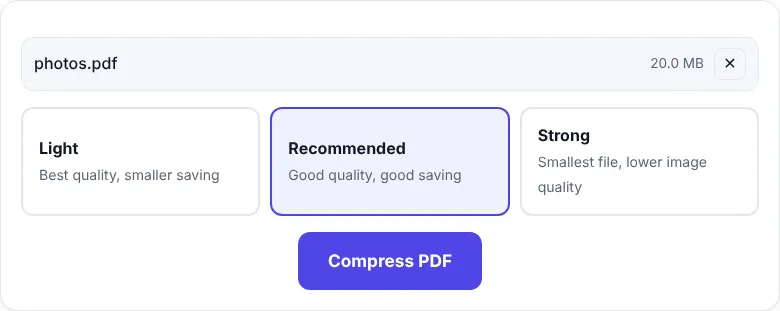 photos.pdf 20.0 MB ✕
Light
Best quality, smaller saving
Recommended
Good quality, good saving
Strong
Smallest file, lower image
quality
Compress PDF